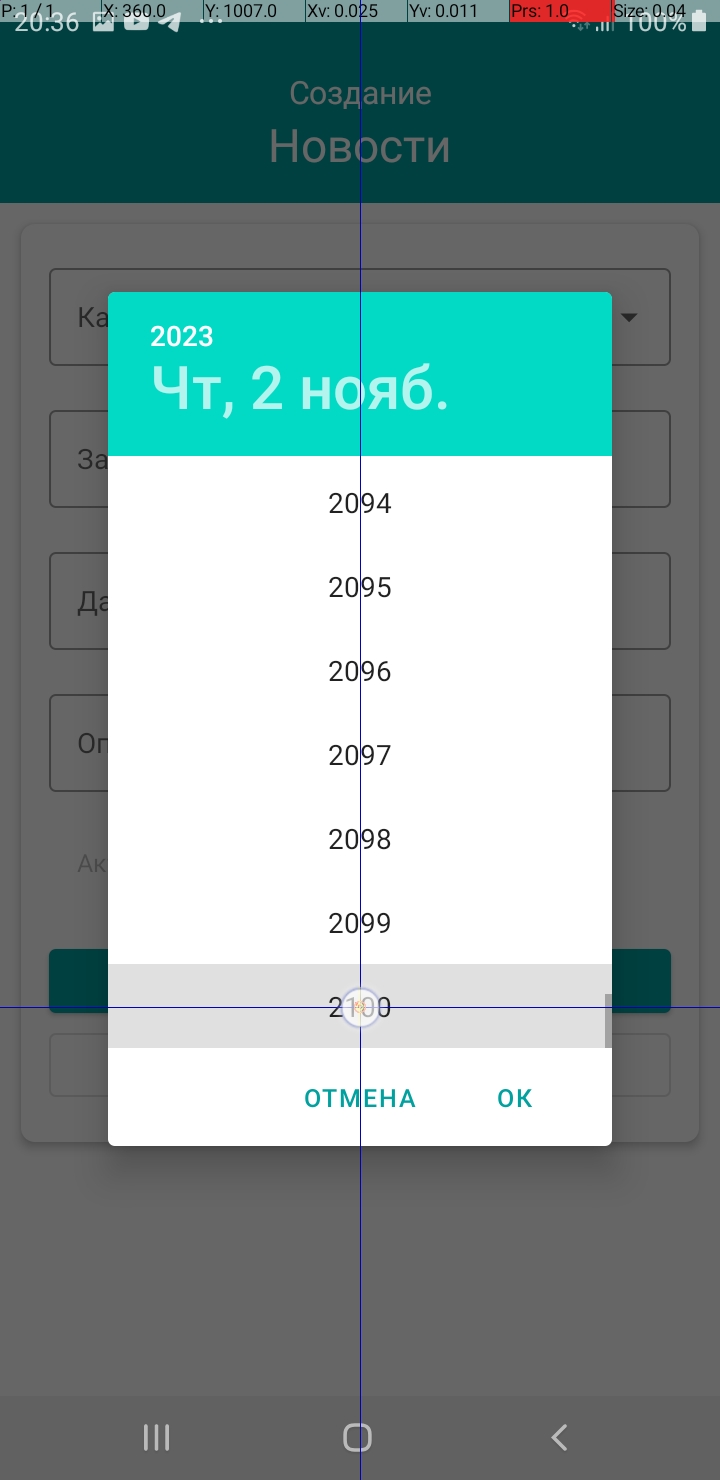 P: 1 / 1 X: 360.0 Y: 1007.0 Xv: 0.025 Yv: 0.011 Prs: 1.0 Size: 0.04
20:36 100%
Создание
Новости
Ка
2023
Чт, 2 нояб.
За
2094
2095
Да
2096
Оп
2097
2098
Ак
2099
2100
ОТМЕНА ОК